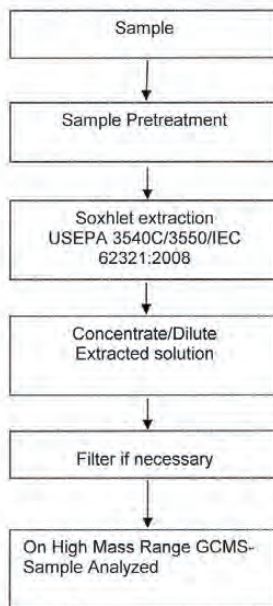 Sample
Sample Pretreatment
Soxhlet extraction
USEPA 3540C/3550/IEC
62321:2008
Concentrate/Dilute
Extracted solution
Filter if necessary
On High Mass Range GCMS-
Sample Analyzed